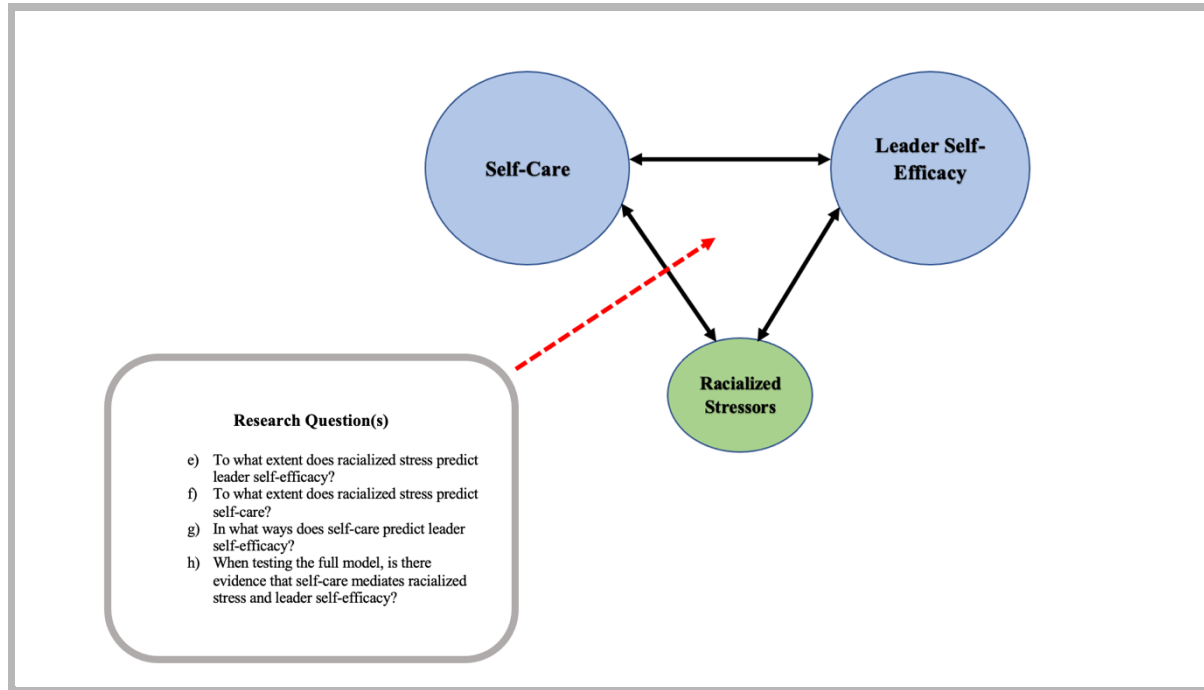 Self-Care
Leader Self-
Efficacy
Racialized
Stressors
Research Question(s)
e) To what extent does racialized stress predict
leader self-efficacy?
f) To what extent does racialized stress predict
self-care?
g) In what ways does self-care predict leader
self-efficacy?
h) When testing the full model, is there
evidence that self-care mediates racialized
stress and leader self-efficacy?